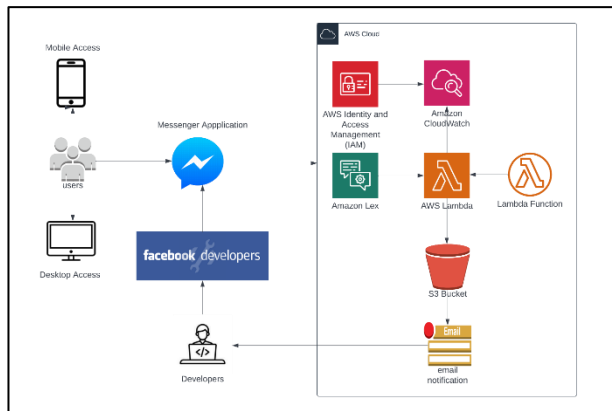 Mobile Access
users
Desktop Access
Messenger Appplication
facebook developers
Developers
AWS Cloud
AWS Identity and
Access
Management
(IAM)
Amazon
CloudWatch
Amazon Lex
AWS Lambda
Lambda Function
S3 Bucket
Email
email
notification